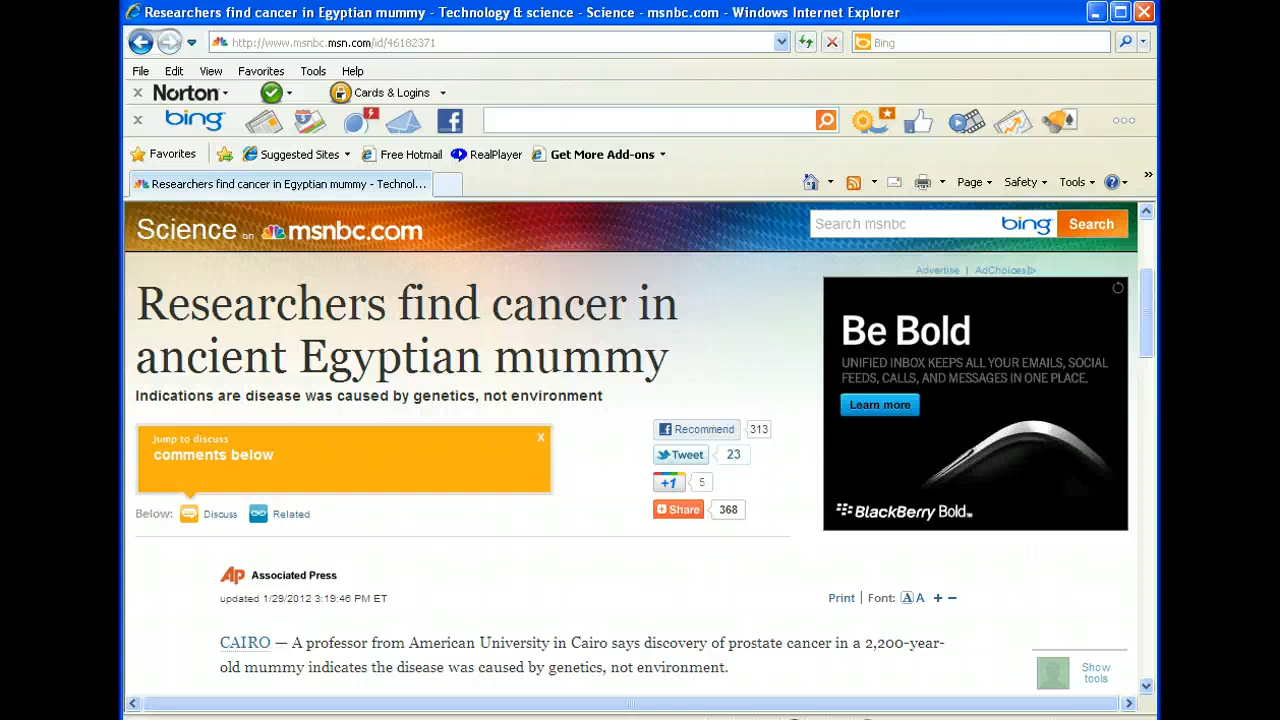 Researchers find cancer in Egyptian mummy - Technology & science - Science - msnbc.com - Windows Internet Explorer
http://www.msnbc.msn.com/id/46182371
Bing
File Edit View Favorites Tools Help
x Norton Cards & Logins
x bing
Favorites Suggested Sites Free Hotmail RealPlayer Get More Add-ons
Researchers find cancer in Egyptian mummy - Technol... Page Safety Tools
Science on msnbc.com Search msnbc bing Search
Advertise | AdChoices
Researchers find cancer in
ancient Egyptian mummy
Indications are disease was caused by genetics, not environment
Be Bold
UNIFIED INBOX KEEPS ALL YOUR EMAILS, SOCIAL
FEEDS, CALLS, AND MESSAGES IN ONE PLACE.
Learn more
BlackBerry Bold™
Jump to discuss X
comments below
Below: Discuss Related
f Recommend 313
Tweet 23
+1 5
Share 368
AP Associated Press
updated 1/29/2012 3:19:46 PM ET
Print | Font: A A + −
CAIRO — A professor from American University in Cairo says discovery of prostate cancer in a 2,200-year-
old mummy indicates the disease was caused by genetics, not environment.
Show
tools